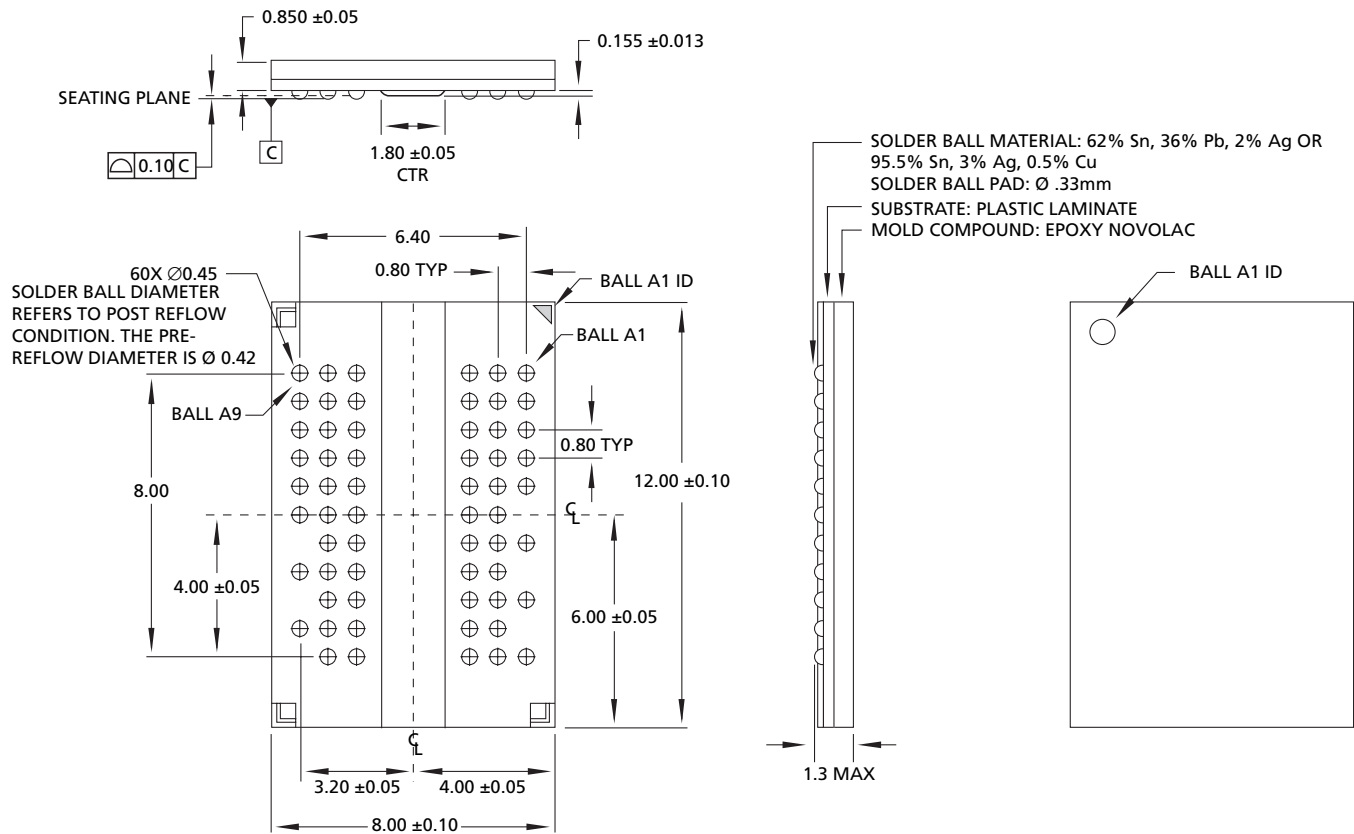 0.850 ±0.05
0.155 ±0.013
SEATING PLANE
0.10 C
C
1.80 ±0.05
CTR
SOLDER BALL MATERIAL: 62% Sn, 36% Pb, 2% Ag OR
95.5% Sn, 3% Ag, 0.5% Cu
SOLDER BALL PAD: Ø .33mm
SUBSTRATE: PLASTIC LAMINATE
MOLD COMPOUND: EPOXY NOVOLAC
6.40
0.80 TYP
BALL A1 ID
60X Ø0.45
SOLDER BALL DIAMETER
REFERS TO POST REFLOW
CONDITION. THE PRE-
REFLOW DIAMETER IS Ø 0.42
BALL A1
BALL A1 ID
BALL A9
0.80 TYP
8.00
12.00 ±0.10
CL
4.00 ±0.05
6.00 ±0.05
CL
3.20 ±0.05
4.00 ±0.05
8.00 ±0.10
1.3 MAX